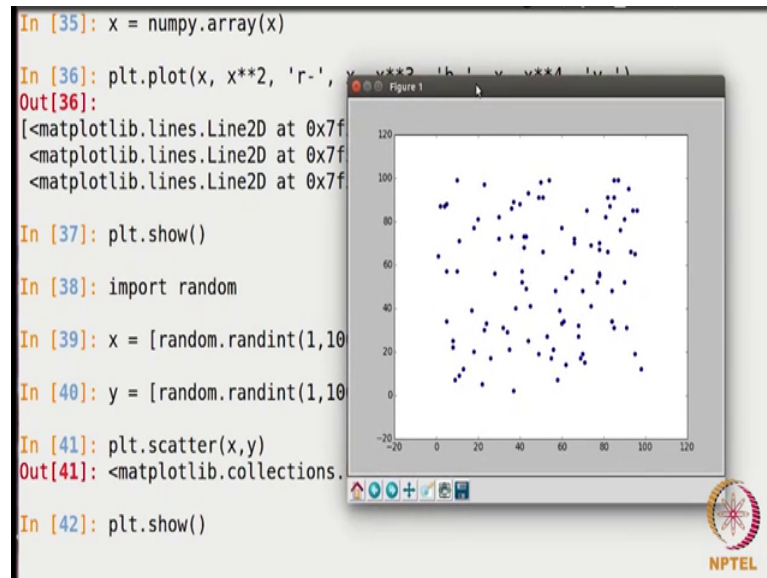 In [35]: x = numpy.array(x)
In [36]: plt.plot(x, x**2, 'r-', x, x**3, 'b.', x, x**4, 'y.')
Out[36]:
[<matplotlib.lines.Line2D at 0x7f
<matplotlib.lines.Line2D at 0x7f
<matplotlib.lines.Line2D at 0x7f
In [37]: plt.show()
In [38]: import random
In [39]: x = [random.randint(1,10
In [40]: y = [random.randint(1,10
In [41]: plt.scatter(x,y)
Out[41]: <matplotlib.collections.
In [42]: plt.show()
Figure 1
120
100
80
60
40
20
0
-20
-20 0 20 40 60 80 100 120
NPTEL